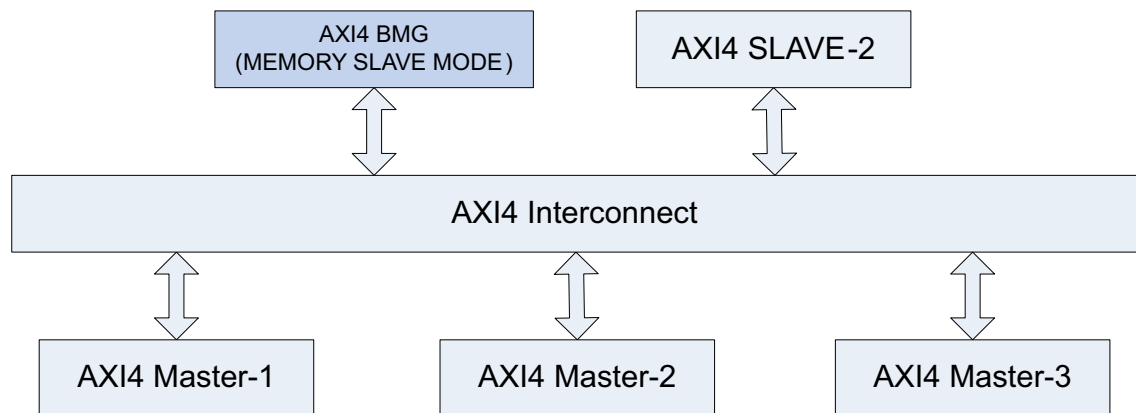 AXI4 BMG
(MEMORY SLAVE MODE)
AXI4 SLAVE-2
AXI4 Interconnect
AXI4 Master-1
AXI4 Master-2
AXI4 Master-3